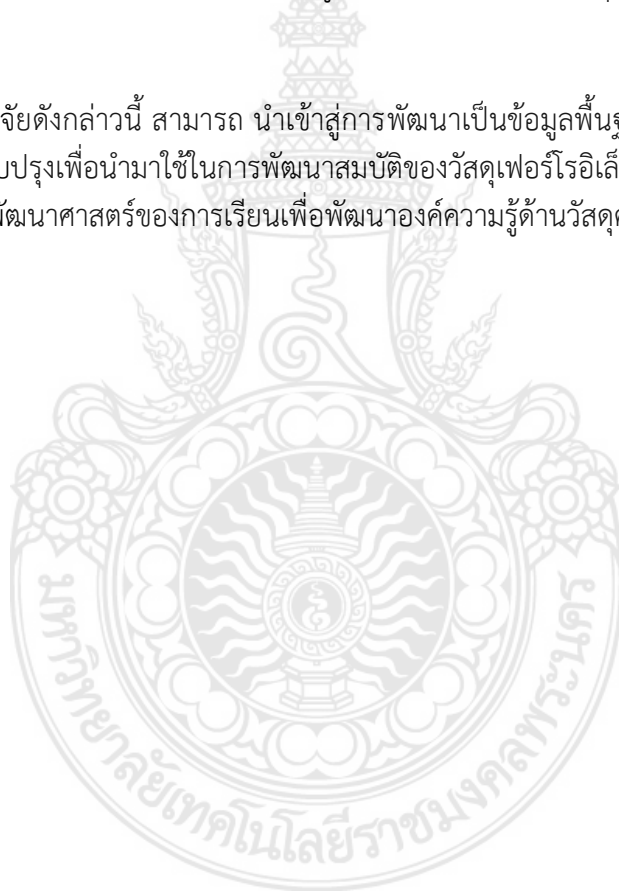 จัยดังกล่าวนี้ สามารถ นำเข้าสู่การพัฒนาเป็นข้อมูลพื้นฐ
บปรุงเพื่อนำมาใช้ในการพัฒนาสมบัติของวัสดุเฟอร์โรอิเล็
พัฒนาศาสตร์ของการเรียนเพื่อพัฒนาองค์ความรู้ด้านวัสดุศ
มหาวิทยาลัยเทคโนโลยีราชมงคลพระนคร